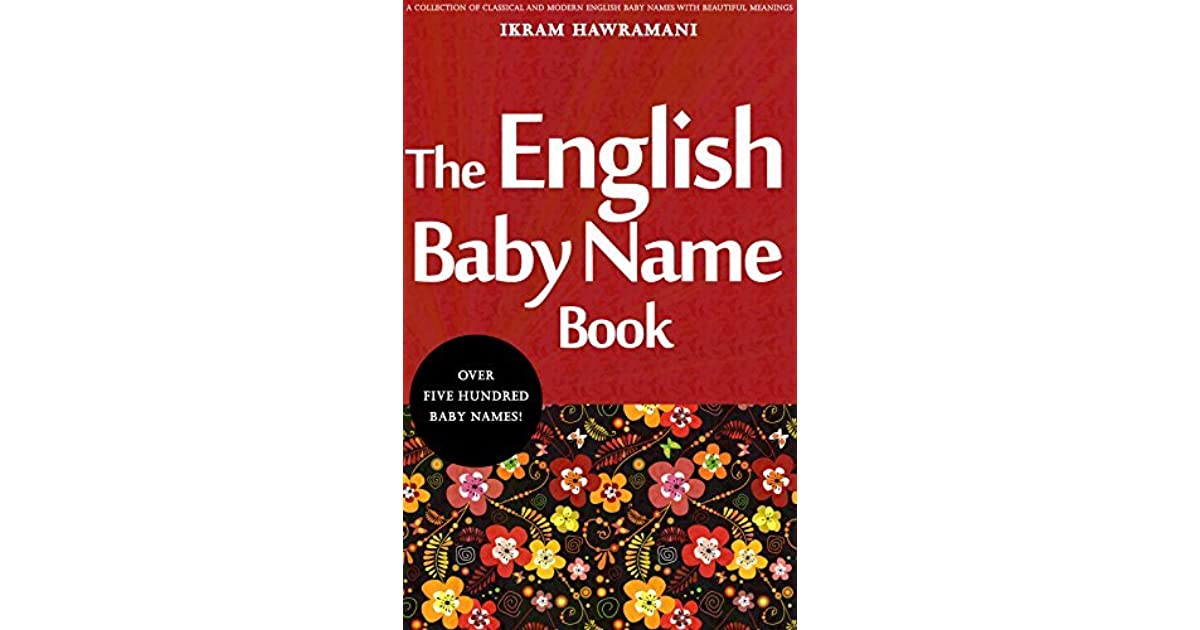 A COLLECTION OF CLASSICAL AND MODERN ENGLISH BABY NAMES WITH BEAUTIFUL MEANINGS
IKRAM HAWRAMANI
The English
Baby Name
Book
OVER
FIVE HUNDRED
BABY NAMES!